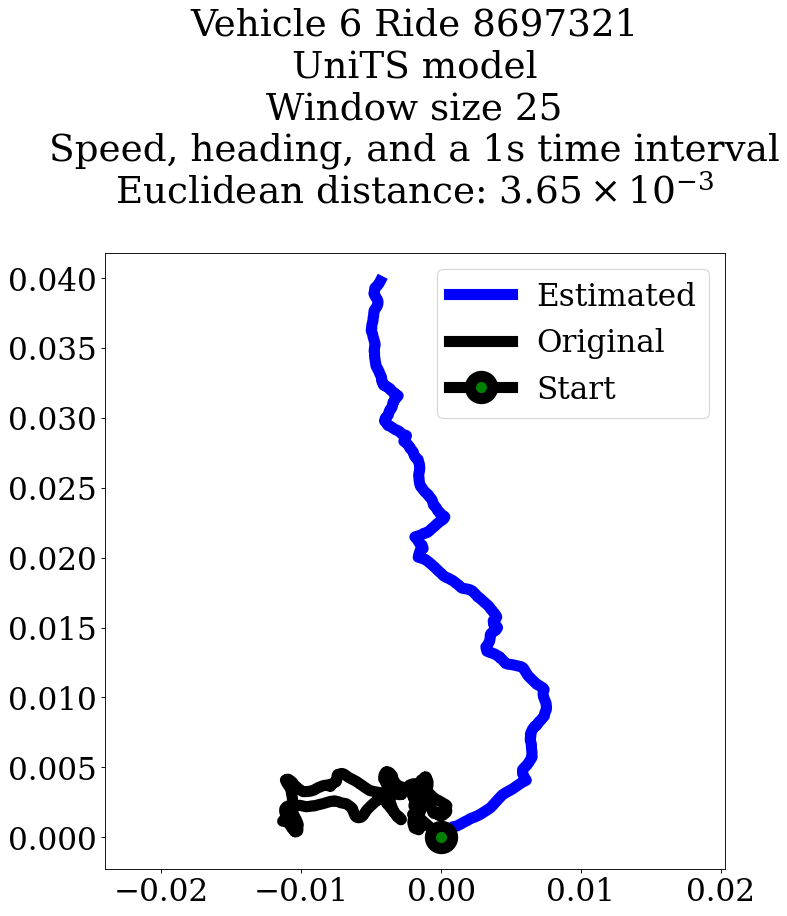 Vehicle 6 Ride 8697321
UniTS model
Window size 25
Speed, heading, and a 1s time interval
Euclidean distance: 3.65 × 10⁻³
Estimated
Original
Start
0.040
0.035
0.030
0.025
0.020
0.015
0.010
0.005
0.000
−0.02 −0.01 0.00 0.01 0.02